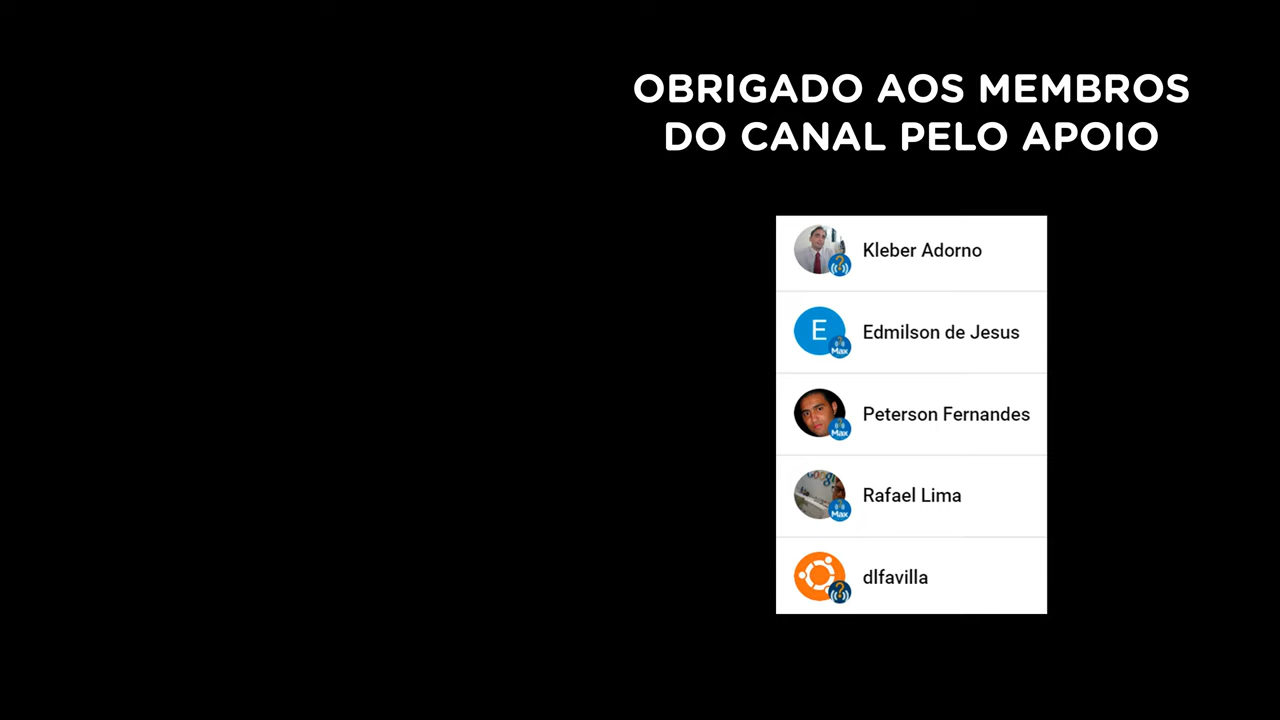 OBRIGADO AOS MEMBROS
DO CANAL PELO APOIO
Kleber Adorno
E
Max
Edmilson de Jesus
Max
Peterson Fernandes
Google
Max
Rafael Lima
dlfavilla